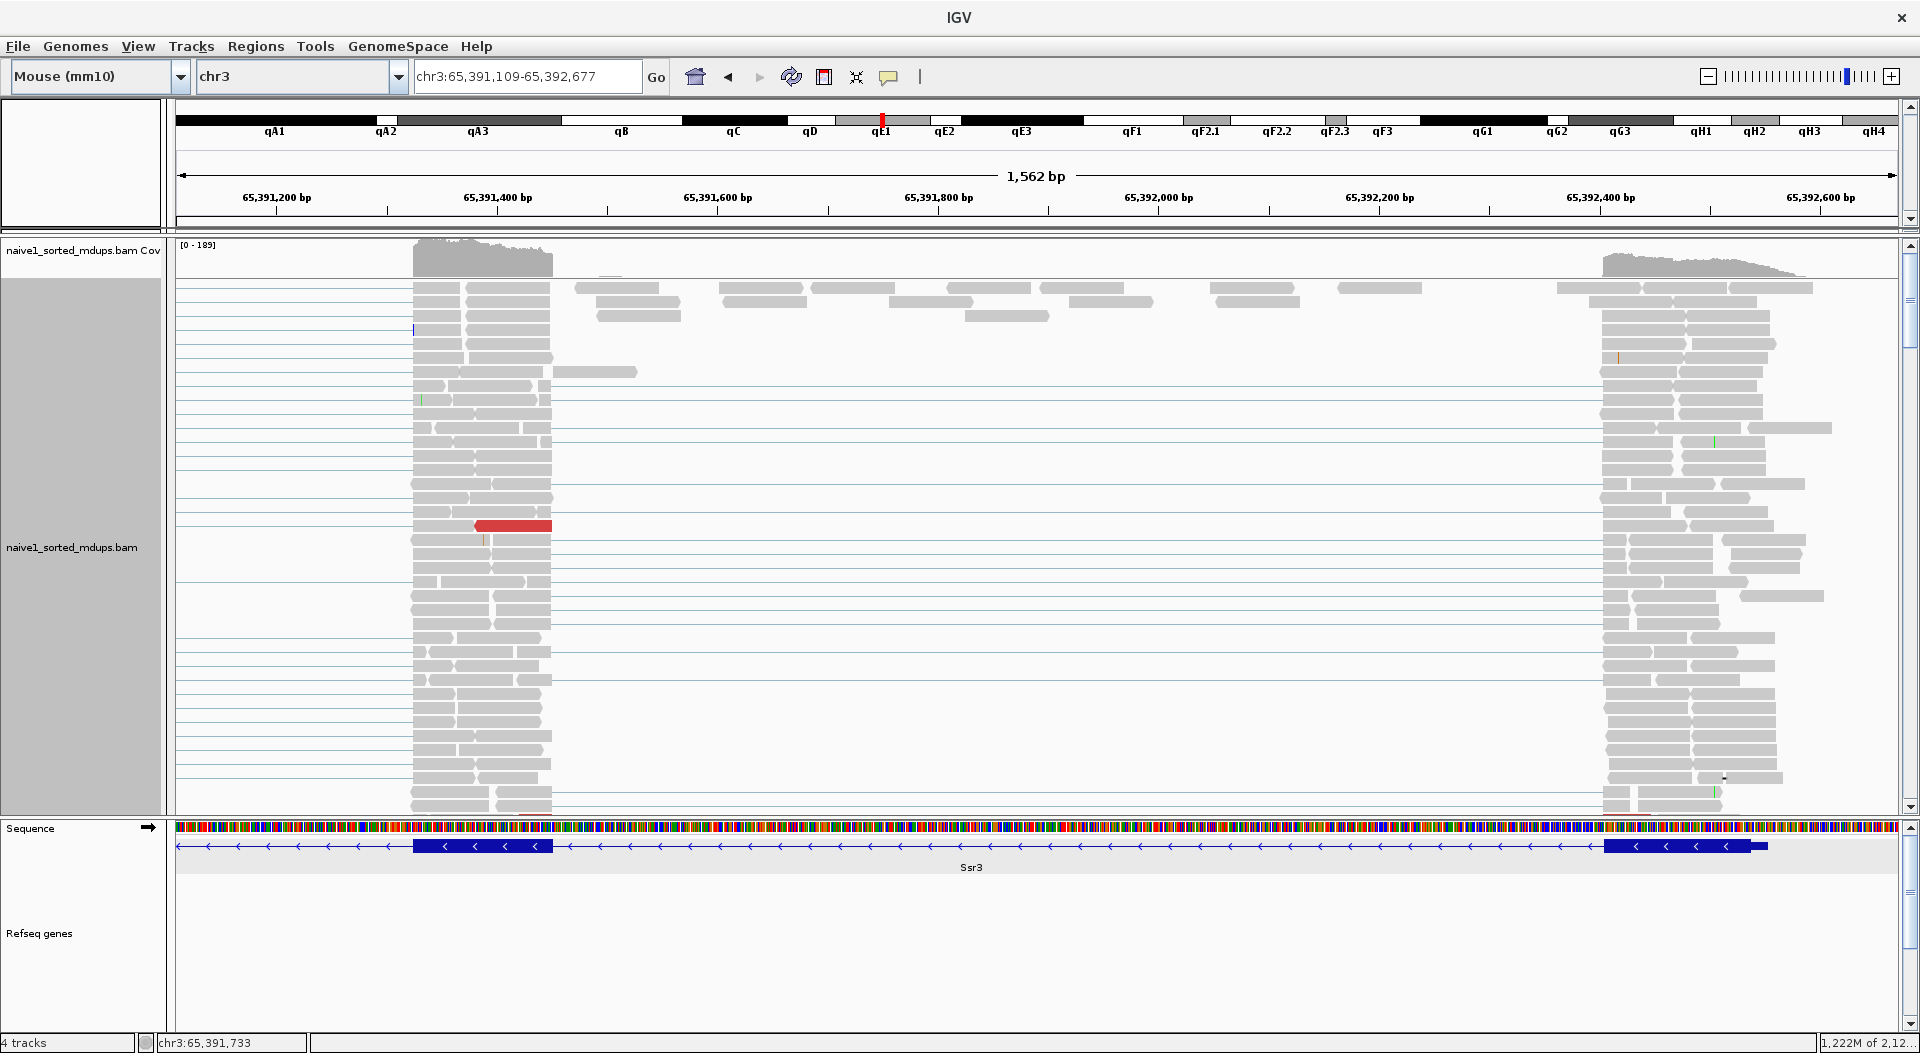 IGV ×
File Genomes View Tracks Regions Tools GenomeSpace Help
Mouse (mm10) chr3 chr3:65,391,109-65,392,677 Go
qA1 qA2 qA3 qB qC qD qE1 qE2 qE3 qF1 qF2.1 qF2.2 qF2.3 qF3 qG1 qG2 qG3 qH1 qH2 qH3 qH4
1,562 bp
65,391,200 bp 65,391,400 bp 65,391,600 bp 65,391,800 bp 65,392,000 bp 65,392,200 bp 65,392,400 bp 65,392,600 bp
naive1_sorted_mdups.bam Cov [0 - 189]
naive1_sorted_mdups.bam
Sequence
Ssr3
Refseq genes
4 tracks chr3:65,391,733 1,222M of 2,12...